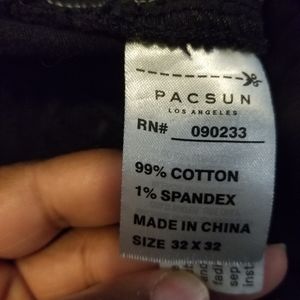 PACSUN
LOS ANGELES
RN# 090233
99% COTTON
1% SPANDEX
MADE IN CHINA
SIZE 32 X 32